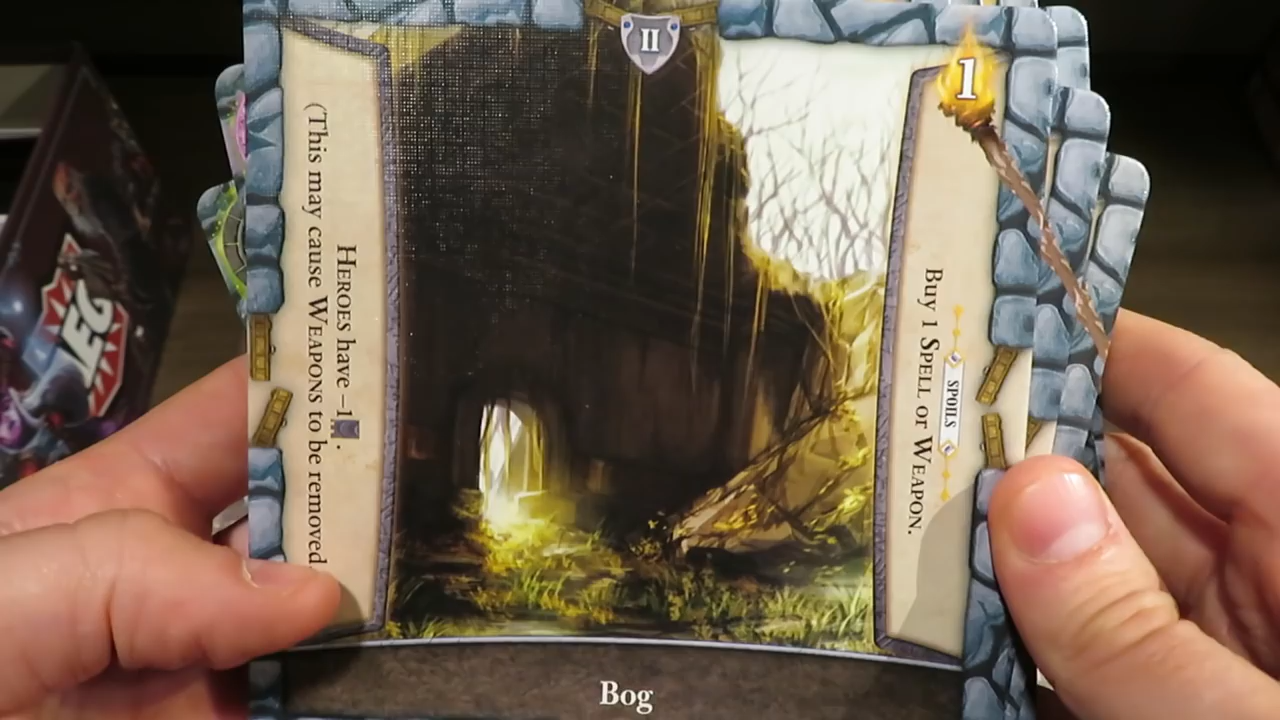 II
1
HEROES have –1 .
(This may cause WEAPONS to be removed.
SPOILS
Buy 1 SPELL or WEAPON.
Bog